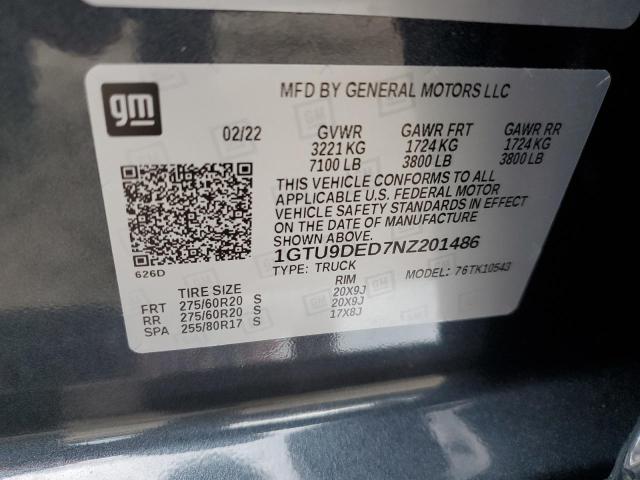 gm
MFD BY GENERAL MOTORS LLC
02/22 GVWR GAWR FRT GAWR RR
3221 KG 1724 KG 1724 KG
7100 LB 3800 LB 3800 LB
THIS VEHICLE CONFORMS TO ALL
APPLICABLE U.S. FEDERAL MOTOR
VEHICLE SAFETY STANDARDS IN EFFECT
ON THE DATE OF MANUFACTURE
SHOWN ABOVE.
1GTU9DED7NZ201486
626D
TYPE: TRUCK MODEL: 76TK10543
TIRE SIZE RIM
FRT 275/60R20 S 20X9J
RR 275/60R20 S 20X9J
SPA 255/80R17 S 17X8J